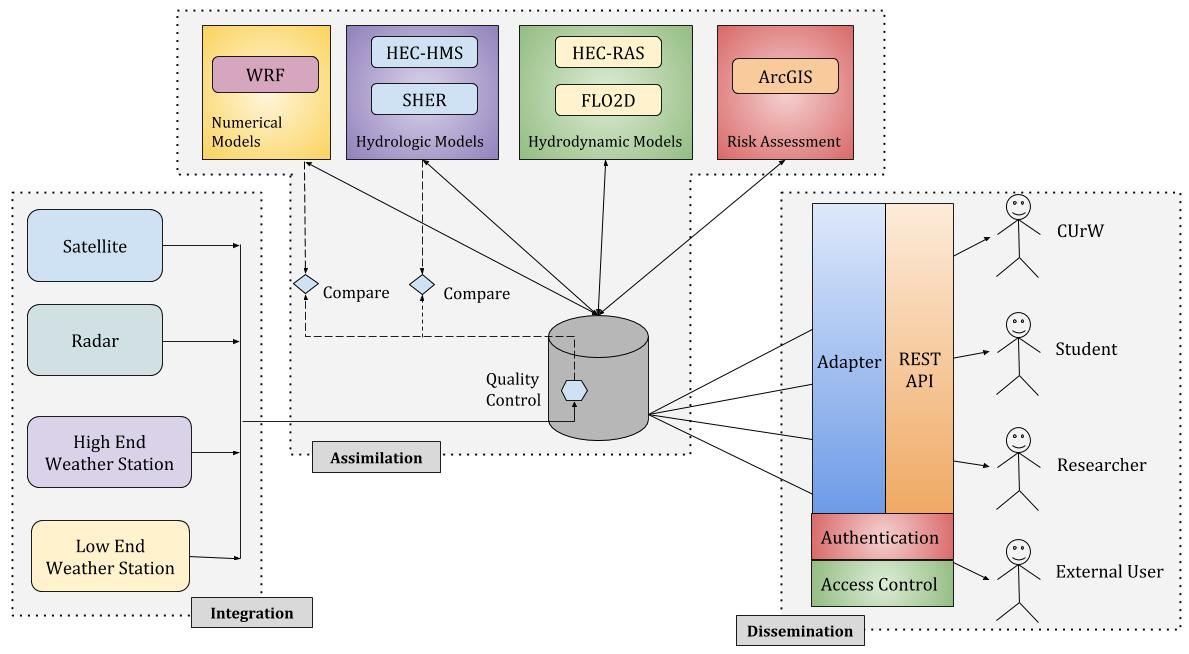 WRF
Numerical
Models
HEC-HMS
SHER
Hydrologic Models
HEC-RAS
FLO2D
Hydrodynamic Models
ArcGIS
Risk Assessment
Satellite
Radar
High End
Weather Station
Low End
Weather Station
Integration
Compare
Compare
Quality
Control
Assimilation
Adapter
REST
API
Authentication
Access Control
CUrW
Student
Researcher
External User
Dissemination